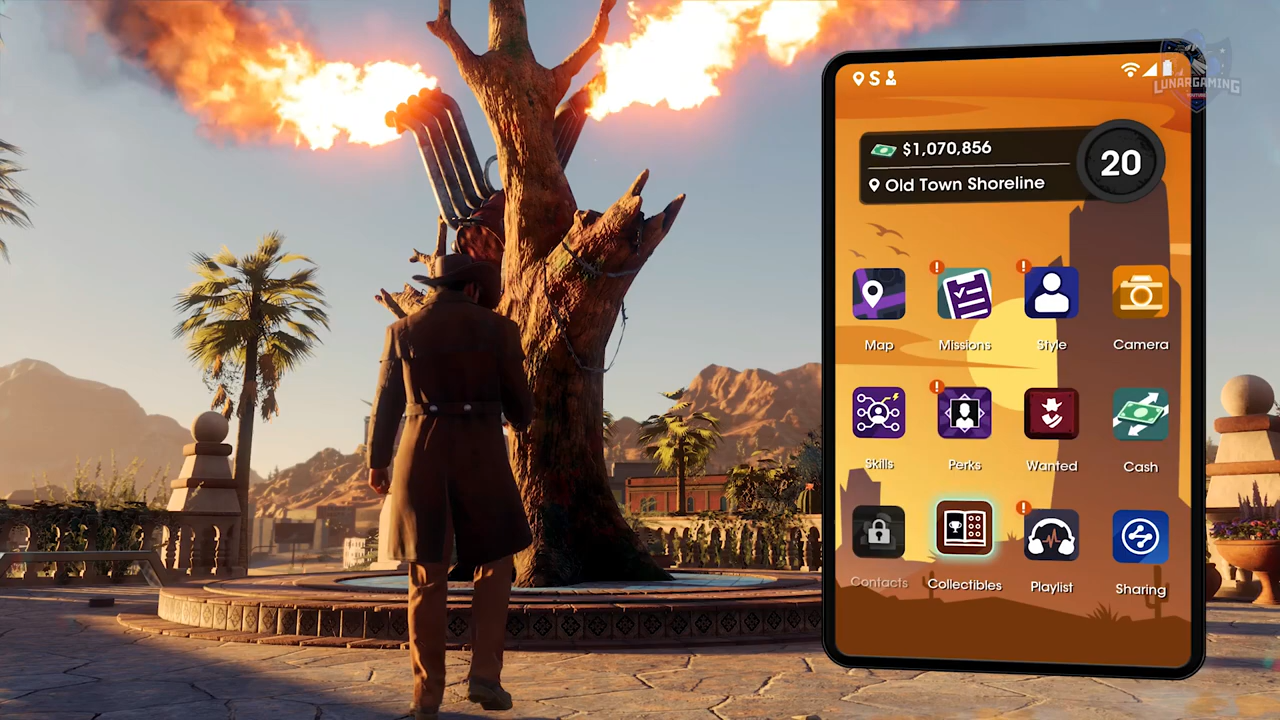 S
LUNARGAMING
$1,070,856
20
Old Town Shoreline
Map
Missions
Style
Camera
Skills
Perks
Wanted
Cash
Contacts
Collectibles
Playlist
Sharing